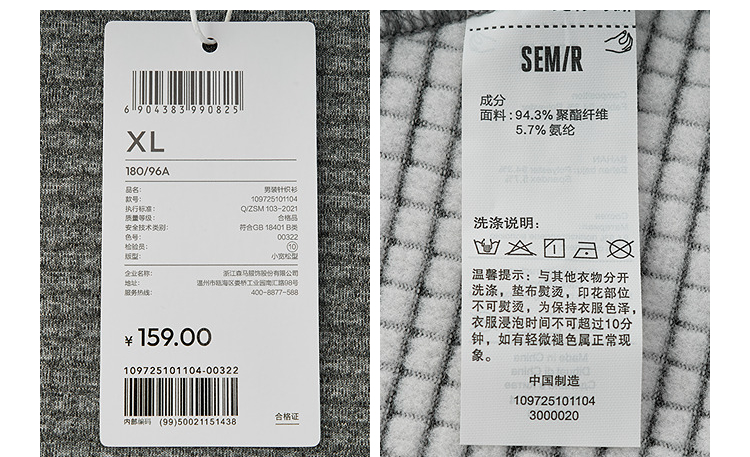 6 904383 990825
XL
180/96A
品名: 男装针织衫
款号: 109725101104
执行标准: Q/ZSM 103-2021
质量等级: 合格品
安全技术类别: 符合GB 18401 B类
色号: 00322
检验员: 10
版型: 小宽松型
企业名称: 浙江森马服饰股份有限公司
地址: 温州市瓯海区娄桥工业园南汇路98号
服务热线: 400-8877-588
¥ 159.00
109725101104-00322
内部编码 (99)50021151438
合格证
SEM/R
成分
面料: 94.3% 聚酯纤维
5.7% 氨纶
洗涤说明:
温馨提示: 与其他衣物分开
洗涤, 垫布熨烫, 印花部位
不可熨烫, 为保持衣服色泽,
衣服浸泡时间不可超过10分
钟, 如有轻微褪色属正常现
象。
中国制造
109725101104
3000020